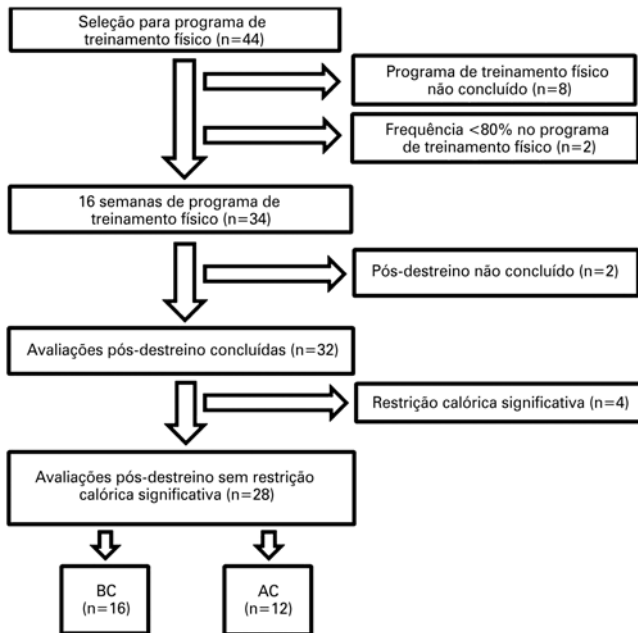 Seleção para programa de
treinamento físico (n=44)
Programa de treinamento físico
não concluído (n=8)
Frequência <80% no programa
de treinamento físico (n=2)
16 semanas de programa de
treinamento físico (n=34)
Pós-destreino não concluído (n=2)
Avaliações pós-destreino concluídas (n=32)
Restrição calórica significativa (n=4)
Avaliações pós-destreino sem restrição
calórica significativa (n=28)
BC
(n=16)
AC
(n=12)